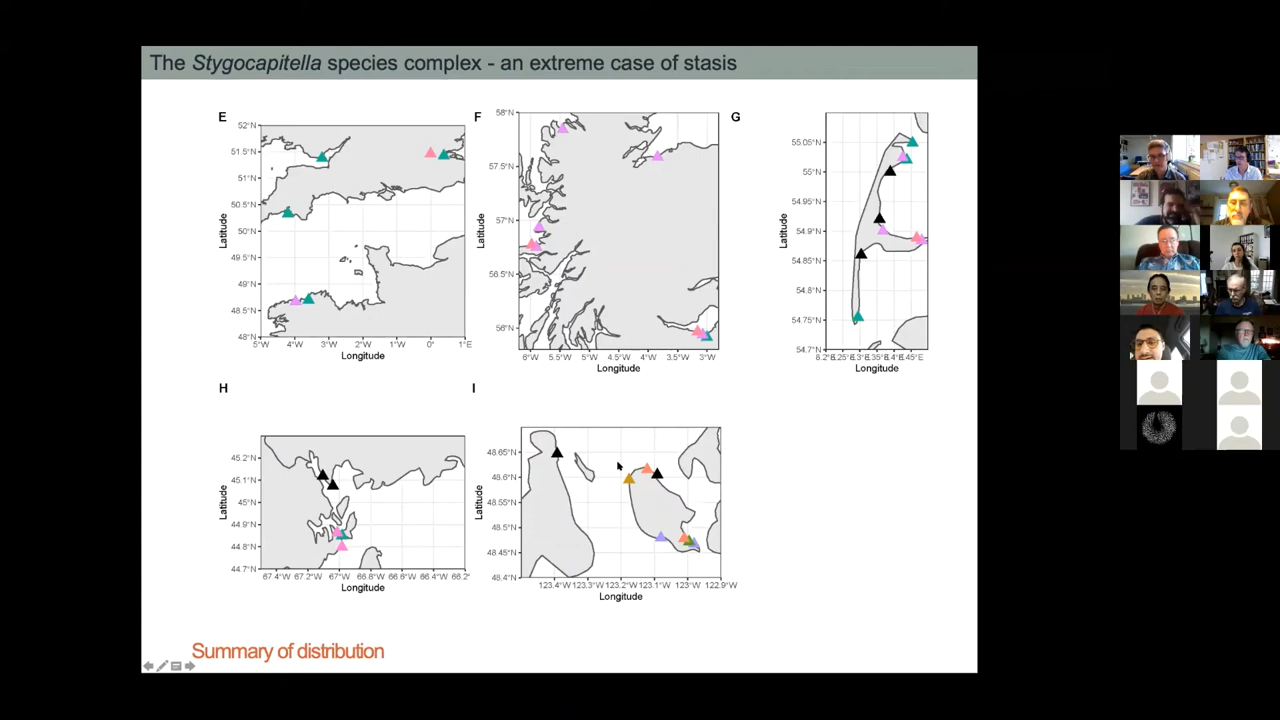 The Stygocapitella species complex - an extreme case of stasis
E
52°N
51.5°N
51°N
50.5°N
50°N
49.5°N
49°N
48.5°N
48°N
Latitude
5°W 4°W 3°W 2°W 1°W 0° 1°E
Longitude
F
58°N
57.5°N
57°N
56.5°N
56°N
Latitude
6°W 5.5°W 5°W 4.5°W 4°W 3.5°W 3°W
Longitude
G
55.05°N
55°N
54.95°N
54.9°N
54.85°N
54.8°N
54.75°N
54.7°N
Latitude
Longitude
H
45.2°N
45.1°N
45°N
44.9°N
44.8°N
44.7°N
Latitude
67.4°W 67.2°W 67°W 66.8°W 66.6°W 66.4°W 66.2°
Longitude
I
48.65°N
48.6°N
48.55°N
48.5°N
48.45°N
48.4°N
Latitude
123.4°W 123.3°W 123.2°W 123.1°W 123°W 122.9°W
Longitude
Summary of distribution